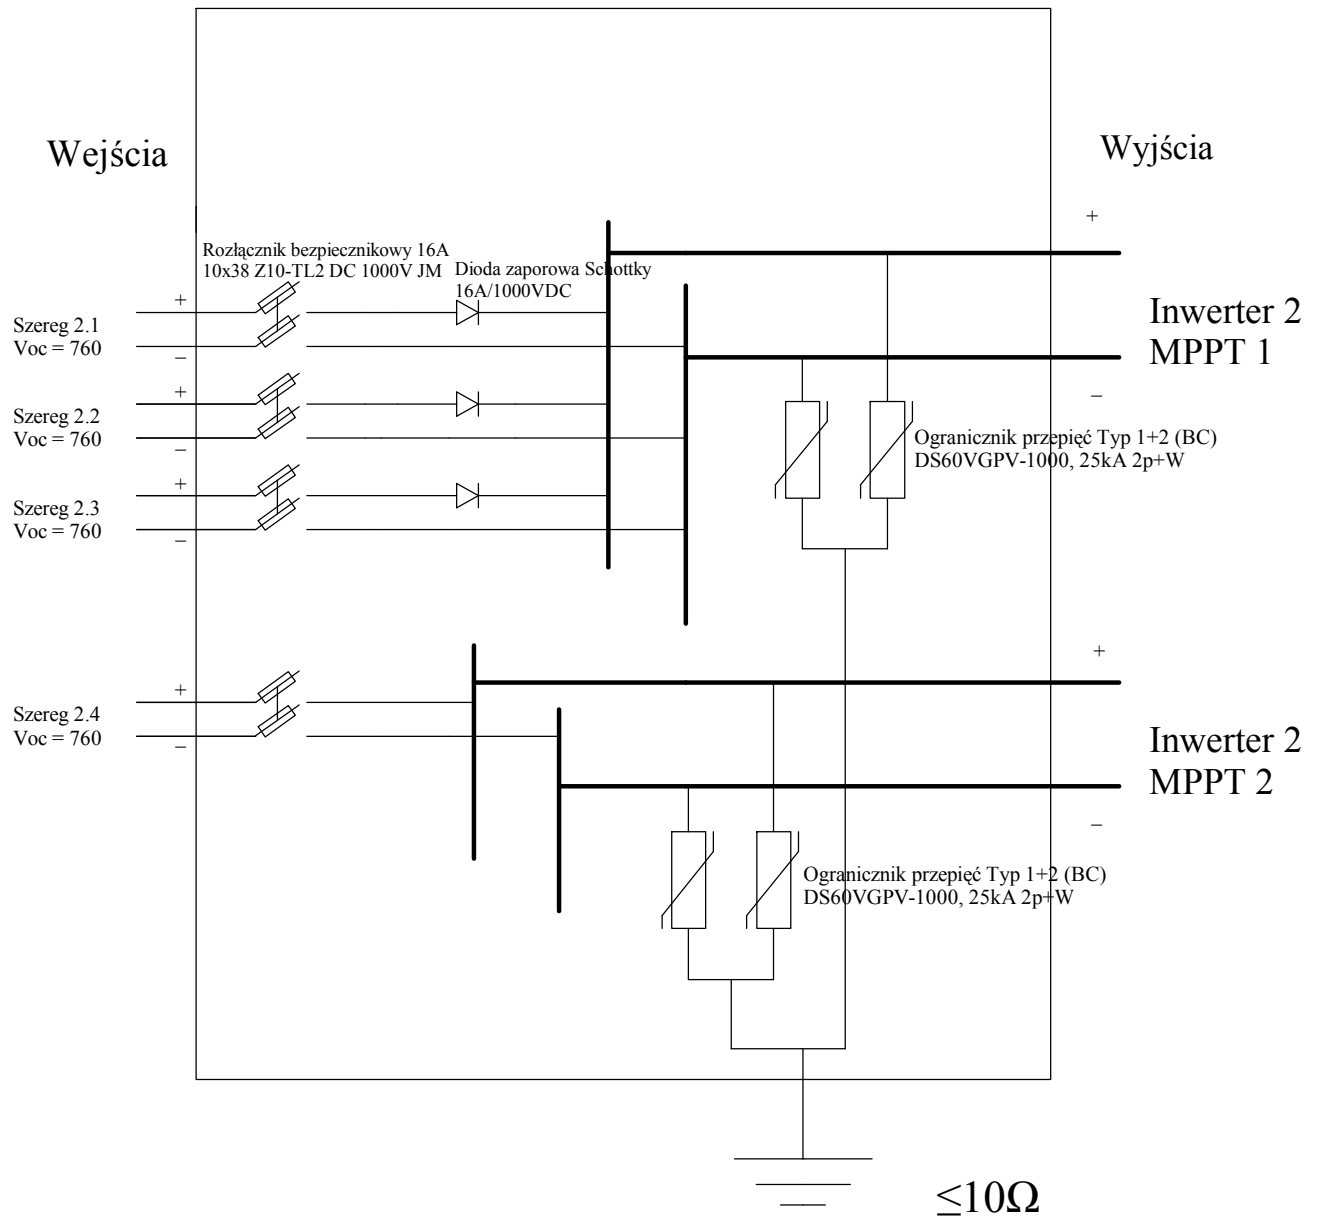 Wejścia
Wyjścia
+
Rozłącznik bezpiecznikowy 16A
10x38 Z10-TL2 DC 1000V JM
Dioda zaporowa Schottky
16A/1000VDC
+
Szereg 2.1
Voc = 760
–
Inwerter 2
MPPT 1
–
+
Szereg 2.2
Voc = 760
–
Ogranicznik przepięć Typ 1+2 (BC)
DS60VGPV-1000, 25kA 2p+W
+
Szereg 2.3
Voc = 760
–
+
+
Szereg 2.4
Voc = 760
–
Inwerter 2
MPPT 2
–
Ogranicznik przepięć Typ 1+2 (BC)
DS60VGPV-1000, 25kA 2p+W
≤10Ω